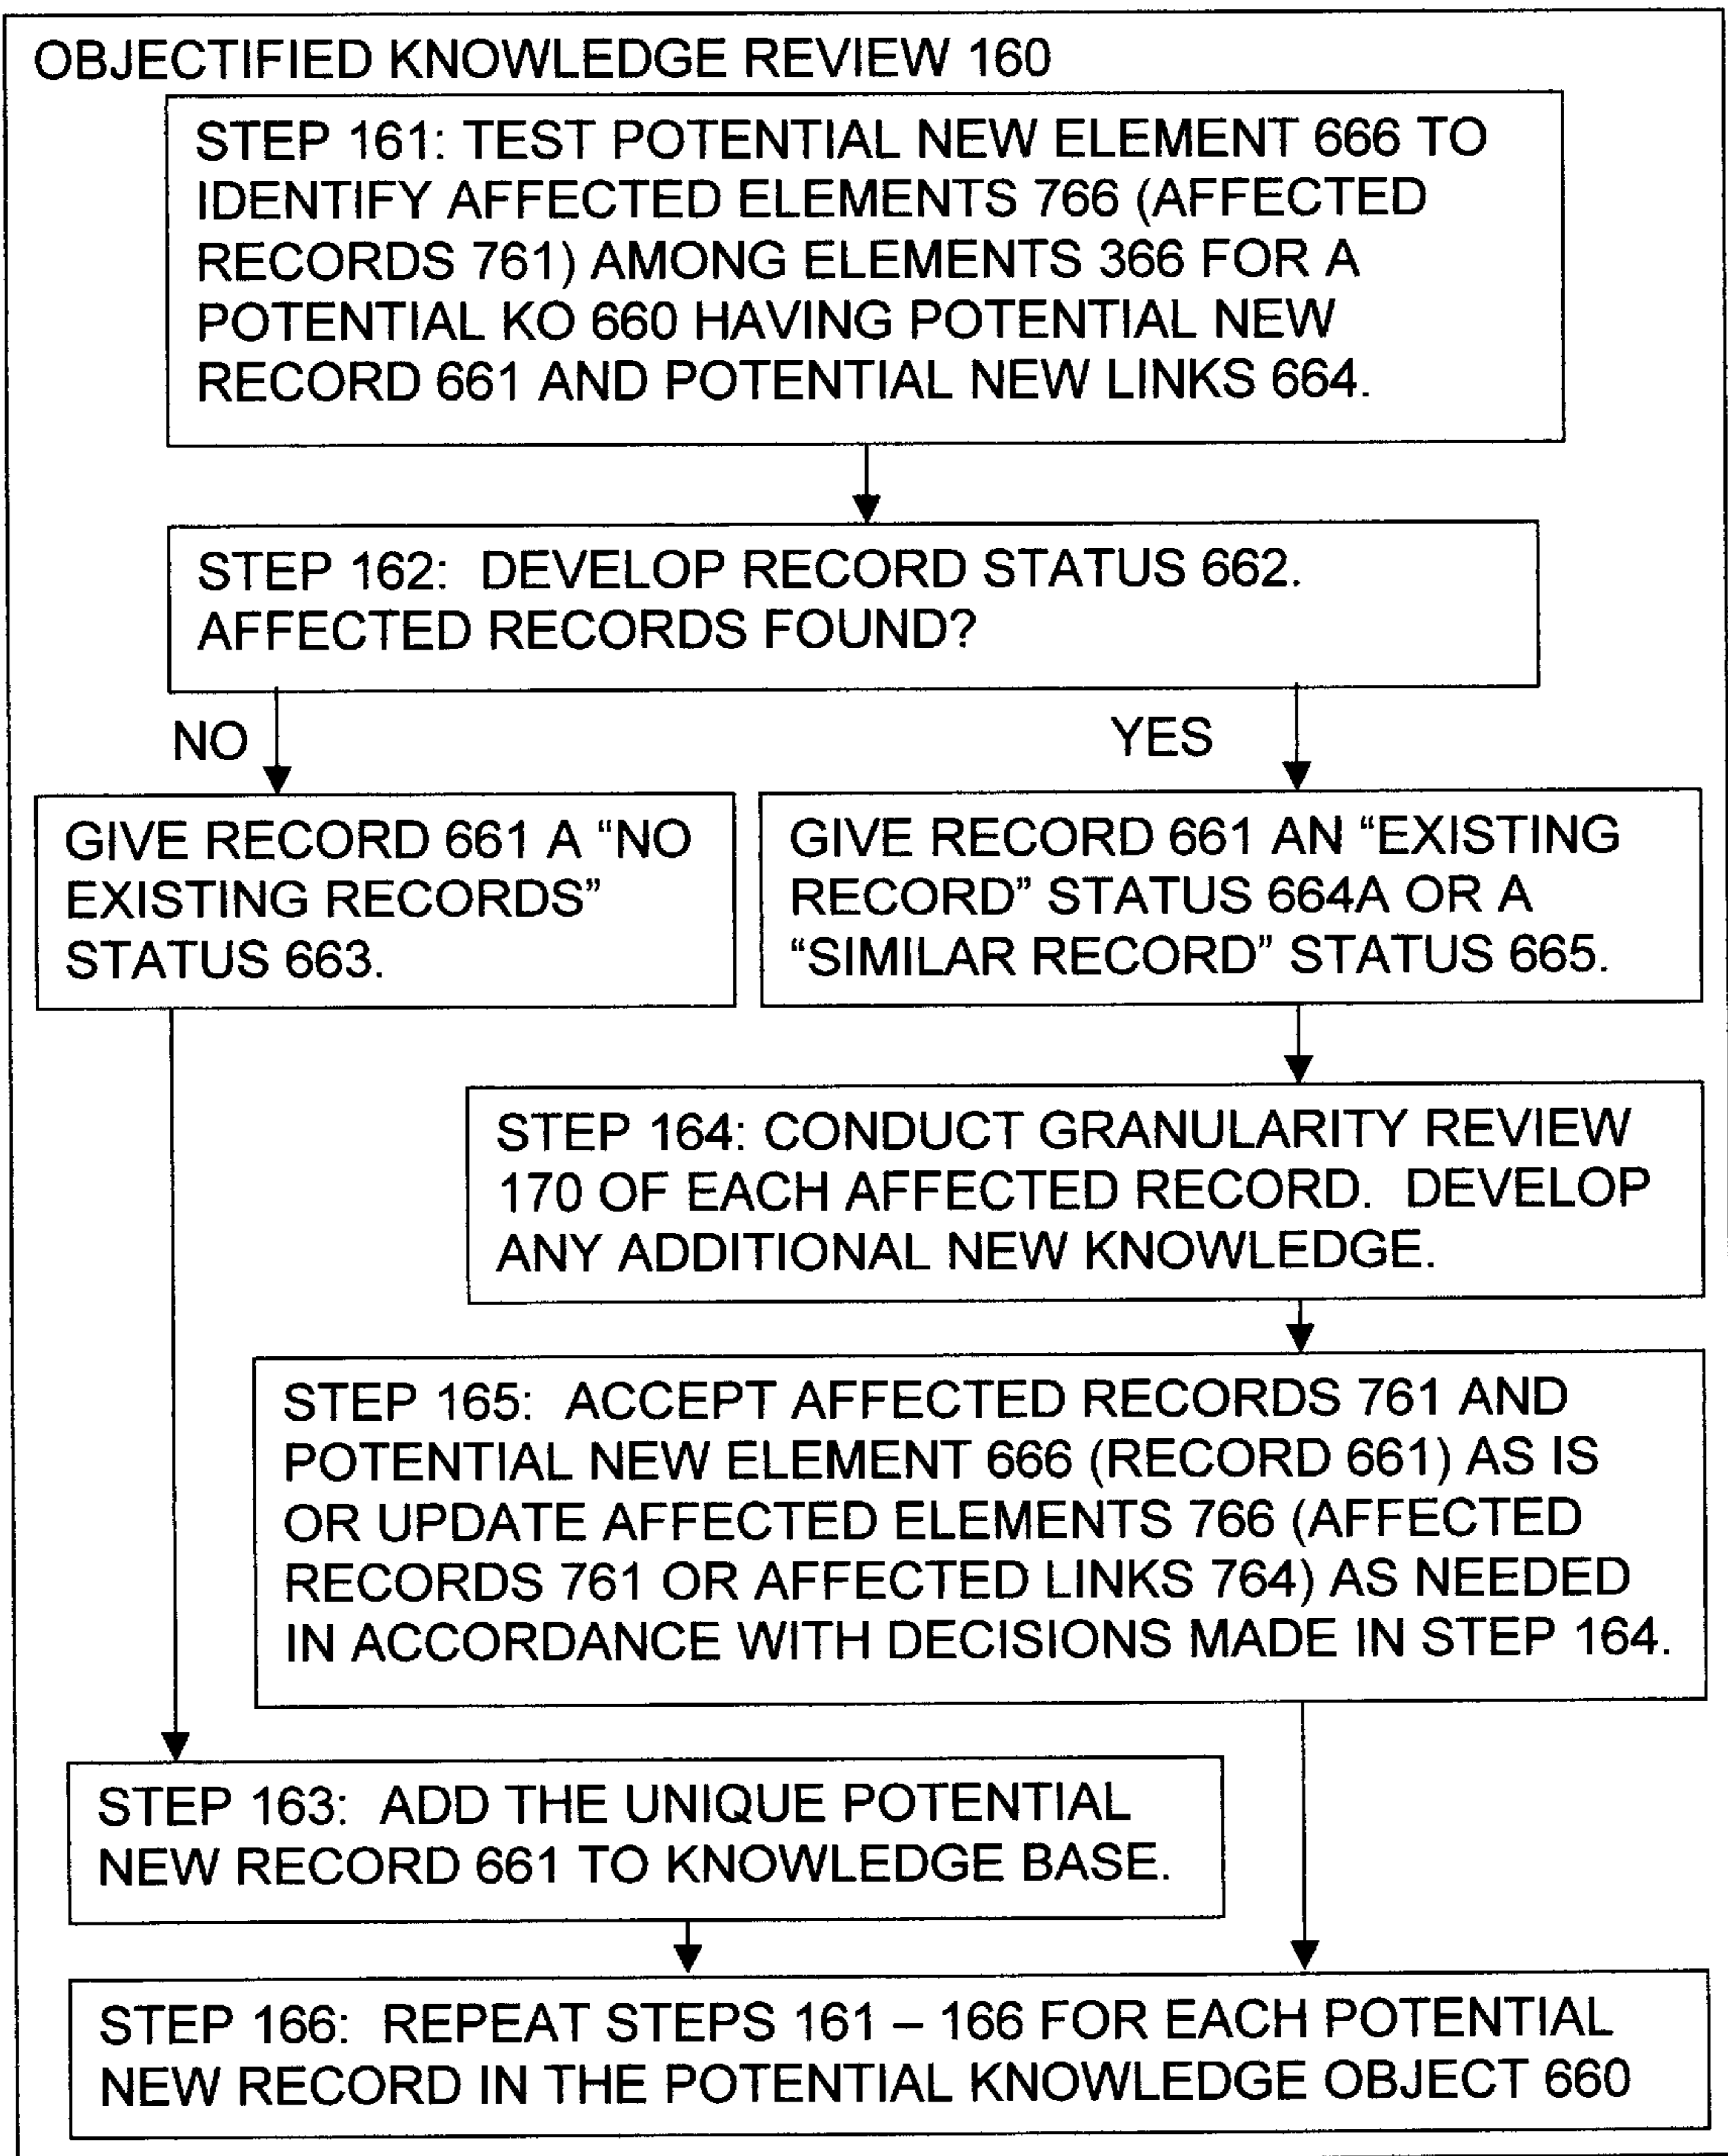 OBJECTIFIED KNOWLEDGE REVIEW 160
STEP 161: TEST POTENTIAL NEW ELEMENT 666 TO
IDENTIFY AFFECTED ELEMENTS 766 (AFFECTED
RECORDS 761) AMONG ELEMENTS 366 FOR A
POTENTIAL KO 660 HAVING POTENTIAL NEW
RECORD 661 AND POTENTIAL NEW LINKS 664.
STEP 162: DEVELOP RECORD STATUS 662.
AFFECTED RECORDS FOUND?
NO
YES
GIVE RECORD 661 A “NO
EXISTING RECORDS”
STATUS 663.
GIVE RECORD 661 AN “EXISTING
RECORD” STATUS 664A OR A
“SIMILAR RECORD” STATUS 665.
STEP 164: CONDUCT GRANULARITY REVIEW
170 OF EACH AFFECTED RECORD. DEVELOP
ANY ADDITIONAL NEW KNOWLEDGE.
STEP 165: ACCEPT AFFECTED RECORDS 761 AND
POTENTIAL NEW ELEMENT 666 (RECORD 661) AS IS
OR UPDATE AFFECTED ELEMENTS 766 (AFFECTED
RECORDS 761 OR AFFECTED LINKS 764) AS NEEDED
IN ACCORDANCE WITH DECISIONS MADE IN STEP 164.
STEP 163: ADD THE UNIQUE POTENTIAL
NEW RECORD 661 TO KNOWLEDGE BASE.
STEP 166: REPEAT STEPS 161 – 166 FOR EACH POTENTIAL
NEW RECORD IN THE POTENTIAL KNOWLEDGE OBJECT 660